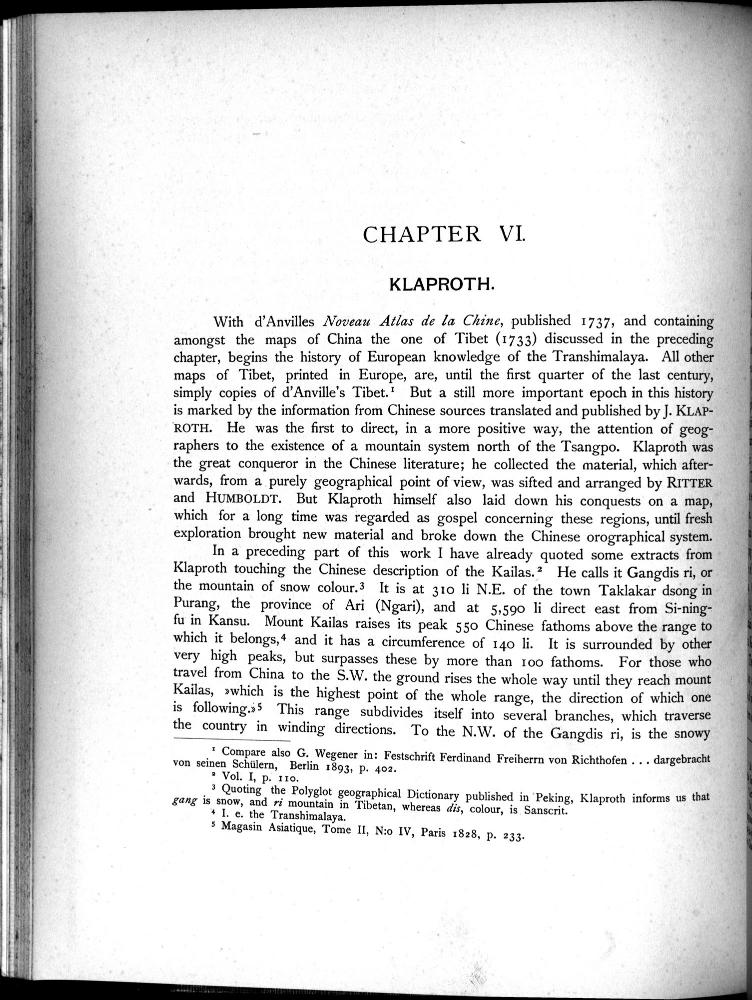 CHAPTER VI.
KLAPROTH.
With d'Anvilles Noveau Atlas de la Chine, published 1737, and containing
amongst the maps of China the one of Tibet (1733) discussed in the preceding
chapter, begins the history of European knowledge of the Transhimalaya. All other
maps of Tibet, printed in Europe, are, until the first quarter of the last century,
simply copies of d'Anville's Tibet.¹ But a still more important epoch in this history
is marked by the information from Chinese sources translated and published by J. KLAP-
ROTH. He was the first to direct, in a more positive way, the attention of geog-
raphers to the existence of a mountain system north of the Tsangpo. Klaproth was
the great conqueror in the Chinese literature; he collected the material, which after-
wards, from a purely geographical point of view, was sifted and arranged by RITTER
and HUMBOLDT. But Klaproth himself also laid down his conquests on a map,
which for a long time was regarded as gospel concerning these regions, until fresh
exploration brought new material and broke down the Chinese orographical system.
In a preceding part of this work I have already quoted some extracts from
Klaproth touching the Chinese description of the Kailas.² He calls it Gangdis ri, or
the mountain of snow colour.³ It is at 310 li N.E. of the town Taklakar dsong in
Purang, the province of Ari (Ngari), and at 5,590 li direct east from Si-ning-
fu in Kansu. Mount Kailas raises its peak 550 Chinese fathoms above the range to
which it belongs,⁴ and it has a circumference of 140 li. It is surrounded by other
very high peaks, but surpasses these by more than 100 fathoms. For those who
travel from China to the S.W. the ground rises the whole way until they reach mount
Kailas, »which is the highest point of the whole range, the direction of which one
is following.»⁵ This range subdivides itself into several branches, which traverse
the country in winding directions. To the N.W. of the Gangdis ri, is the snowy
¹ Compare also G. Wegener in: Festschrift Ferdinand Freiherrn von Richthofen . . . dargebracht
von seinen Schülern, Berlin 1893, p. 402.
² Vol. I, p. 110.
³ Quoting the Polyglot geographical Dictionary published in Peking, Klaproth informs us that
gang is snow, and ri mountain in Tibetan, whereas dis, colour, is Sanscrit.
⁴ I. e. the Transhimalaya.
⁵ Magasin Asiatique, Tome II, N:o IV, Paris 1828, p. 233.